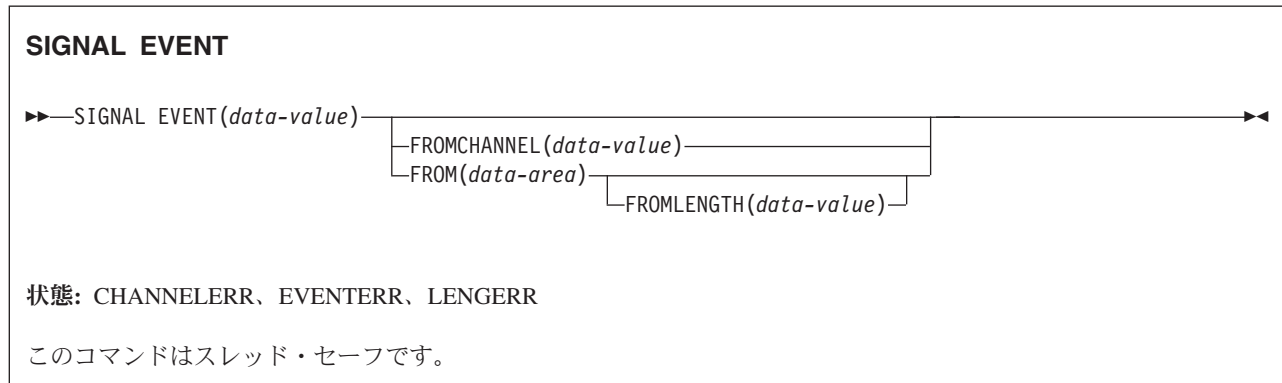 SIGNAL EVENT
SIGNAL EVENT(data-value)
FROMCHANNEL(data-value)
FROM(data-area)
FROMLENGTH(data-value)
状態: CHANNELERR、EVENTERR、LENGERR
このコマンドはスレッド・セーフです。